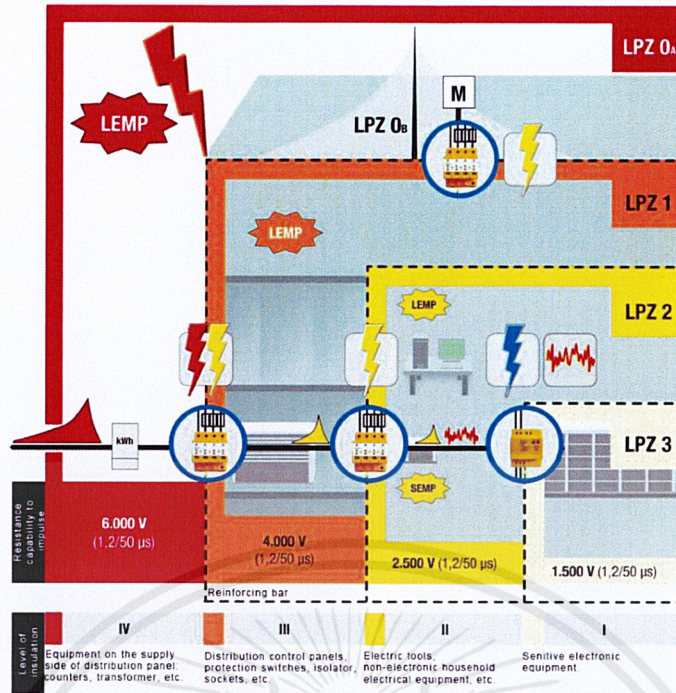 LPZ 0A
LEMP
LPZ 0B
M
LPZ 1
LEMP
LPZ 2
LEMP
kWh
LPZ 3
SEMP
Resistance
capability to
impulse
6.000 V
(1,2/50 µs)
4.000 V
(1,2/50 µs)
2.500 V (1,2/50 µs)
1.500 V (1,2/50 µs)
Reinforcing bar
Level of
insulation
IV
Equipment on the supply
side of distribution panel:
counters, transformer, etc.
III
Distribution control panels,
protection switches, isolator,
sockets, etc.
II
Electric tools,
non-electronic household
electrical equipment, etc.
I
Senitive electronic
equipment.